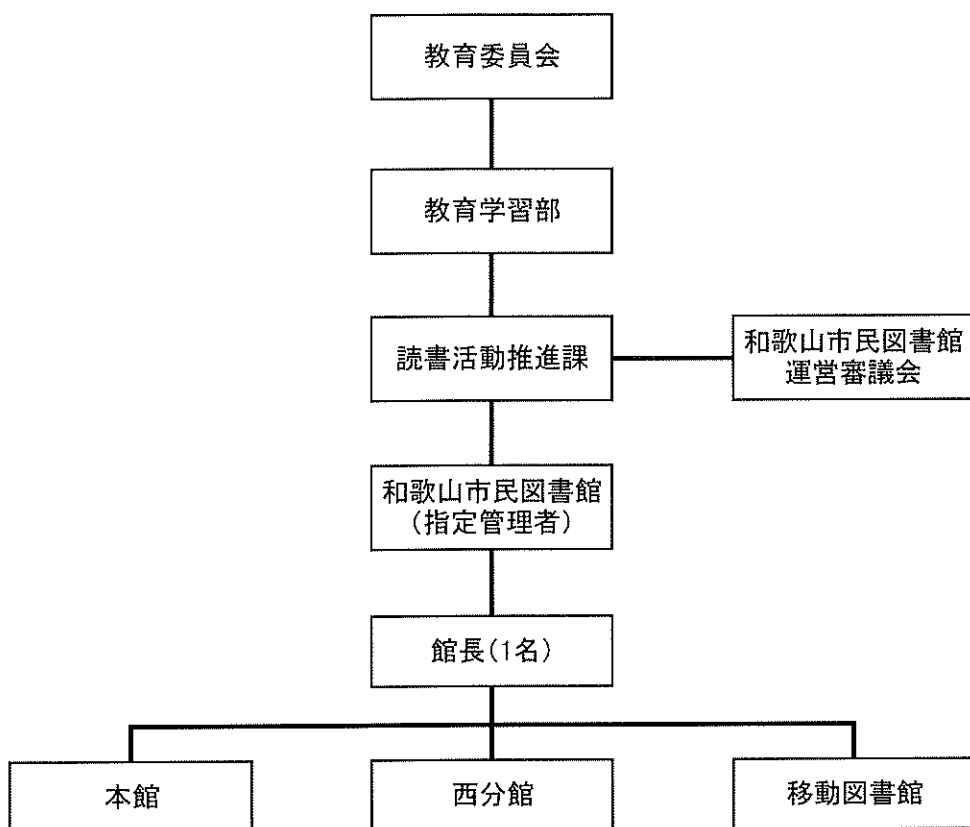 教育委員会
教育学習部
読書活動推進課
和歌山市民図書館
運営審議会
和歌山市民図書館
(指定管理者)
館長(1名)
本館
西分館
移動図書館